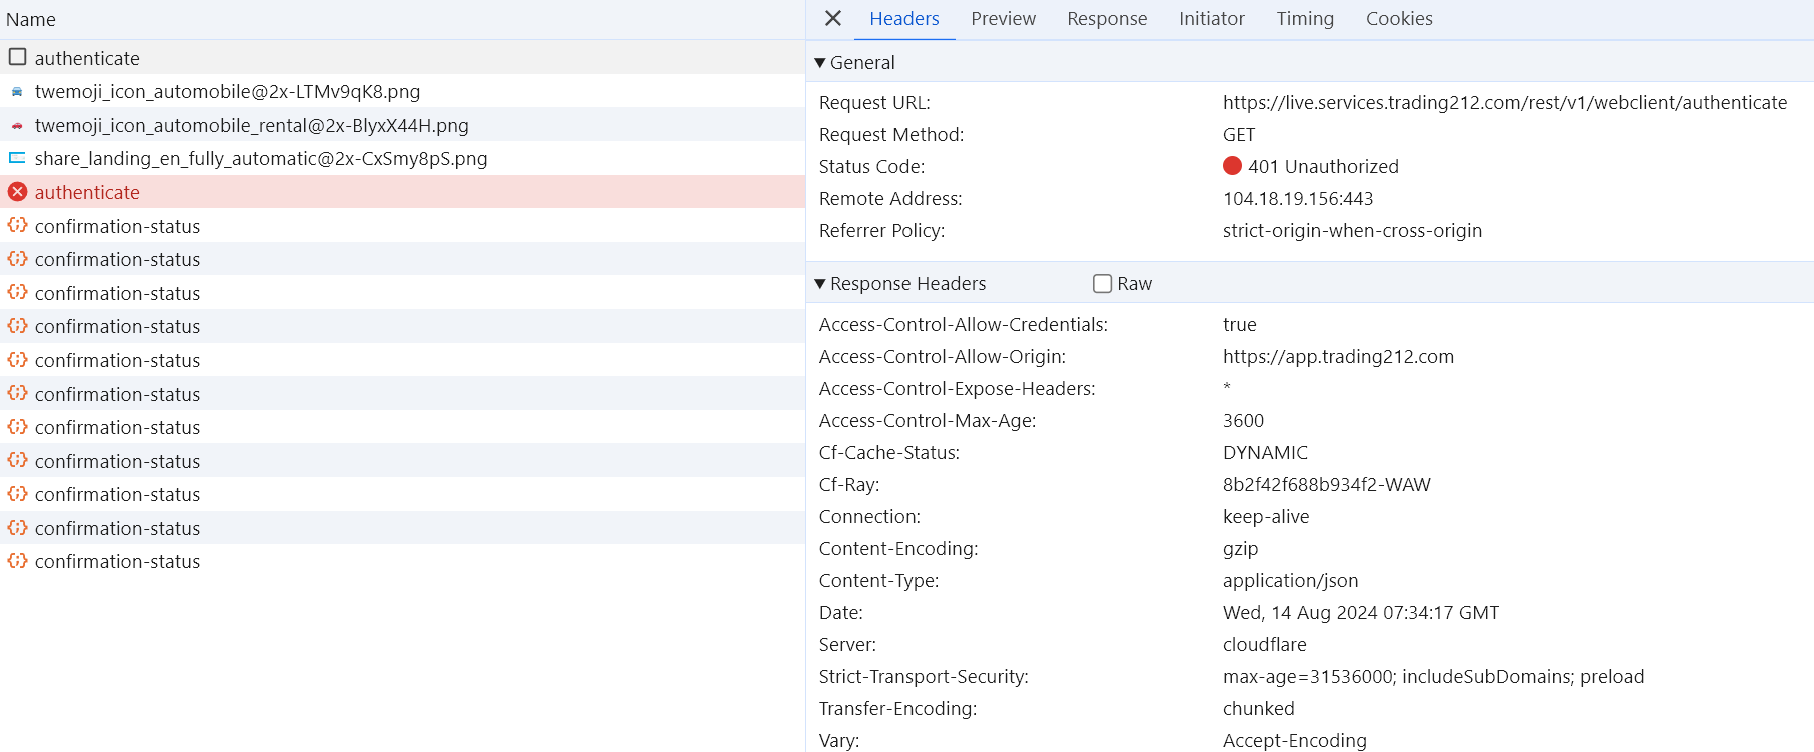 Name
authenticate
twemoji_icon_automobile@2x-LTMv9qK8.png
twemoji_icon_automobile_rental@2x-BlyxX44H.png
share_landing_en_fully_automatic@2x-CxSmy8pS.png
authenticate
confirmation-status
confirmation-status
confirmation-status
confirmation-status
confirmation-status
confirmation-status
confirmation-status
confirmation-status
confirmation-status
confirmation-status
confirmation-status
Headers Preview Response Initiator Timing Cookies
General
Request URL: https://live.services.trading212.com/rest/v1/webclient/authenticate
Request Method: GET
Status Code: 401 Unauthorized
Remote Address: 104.18.19.156:443
Referrer Policy: strict-origin-when-cross-origin
Response Headers Raw
Access-Control-Allow-Credentials: true
Access-Control-Allow-Origin: https://app.trading212.com
Access-Control-Expose-Headers: *
Access-Control-Max-Age: 3600
Cf-Cache-Status: DYNAMIC
Cf-Ray: 8b2f42f688b934f2-WAW
Connection: keep-alive
Content-Encoding: gzip
Content-Type: application/json
Date: Wed, 14 Aug 2024 07:34:17 GMT
Server: cloudflare
Strict-Transport-Security: max-age=31536000; includeSubDomains; preload
Transfer-Encoding: chunked
Vary: Accept-Encoding